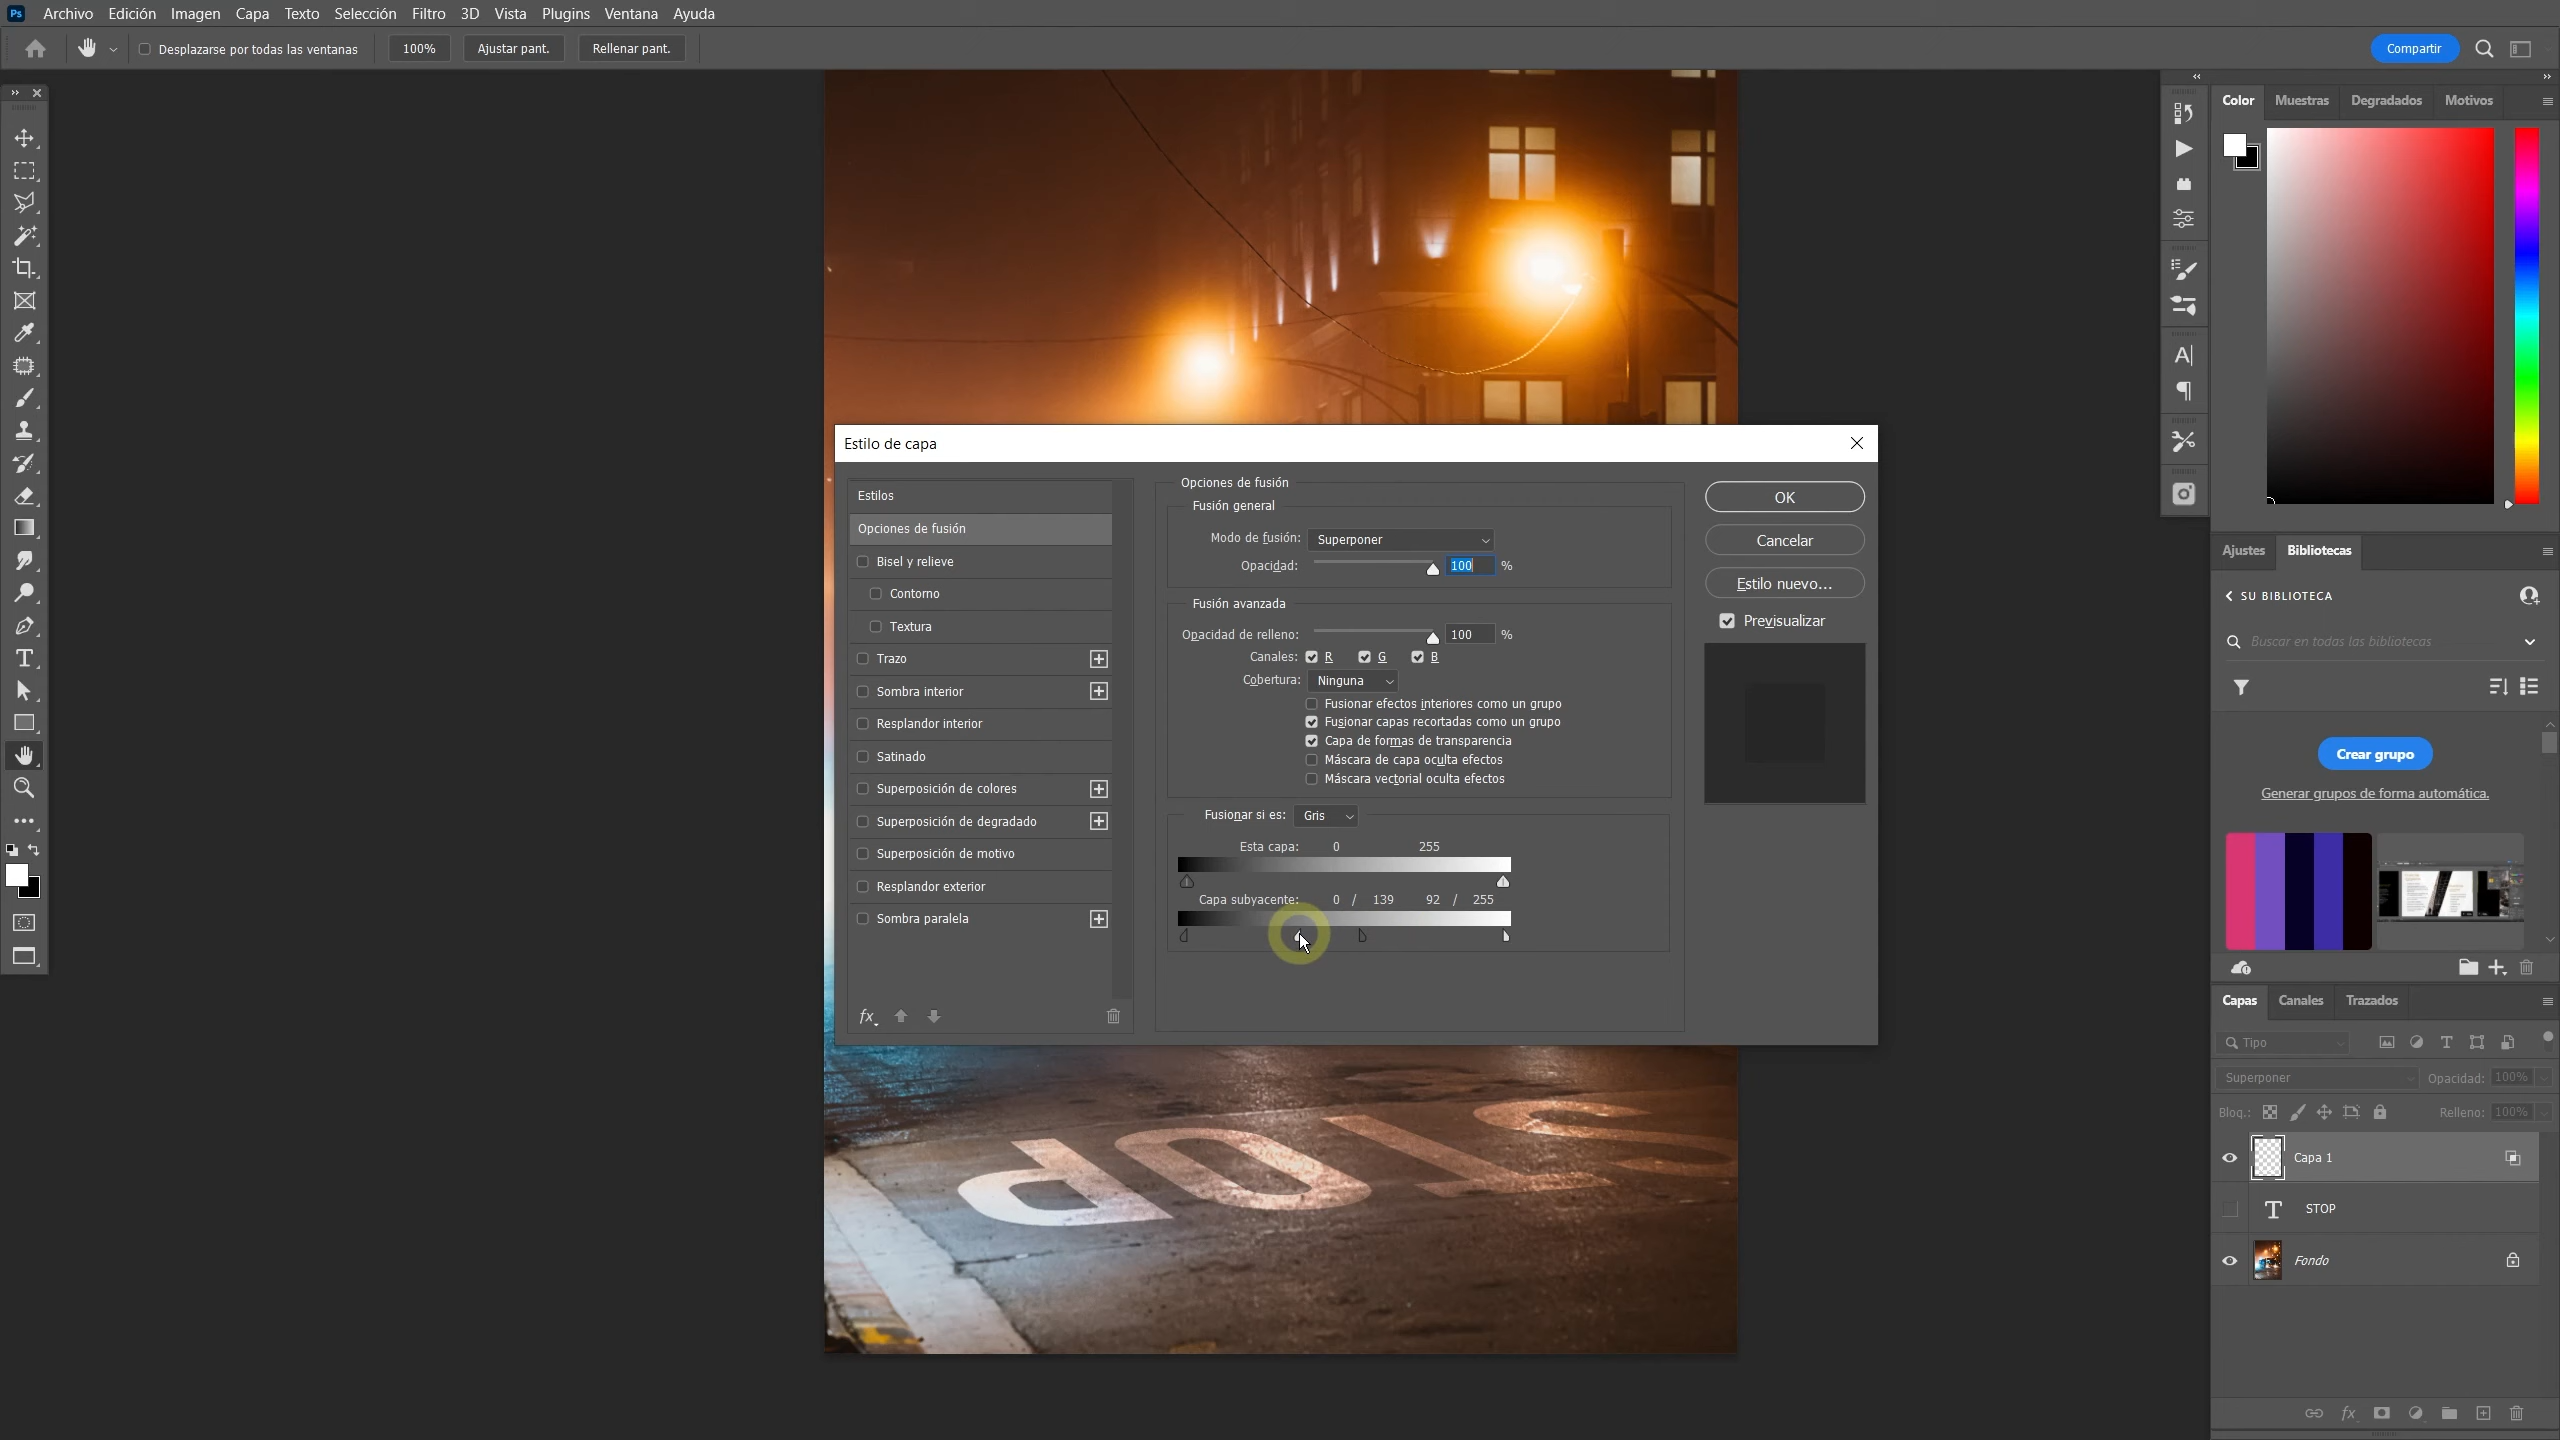 Ps Archivo Edición Imagen Capa Texto Selección Filtro 3D Vista Plugins Ventana Ayuda
Desplazarse por todas las ventanas 100% Ajustar pant. Rellenar pant. Compartir
Color Muestras Degradados Motivos
Estilo de capa
Estilos
Opciones de fusión
Bisel y relieve
Contorno
Textura
Trazo
Sombra interior
Resplandor interior
Satinado
Superposición de colores
Superposición de degradado
Superposición de motivo
Resplandor exterior
Sombra paralela
fx
Opciones de fusión
Fusión general
Modo de fusión: Superponer
Opacidad: 100 %
Fusión avanzada
Opacidad de relleno: 100 %
Canales: R G B
Cobertura: Ninguna
Fusionar efectos interiores como un grupo
Fusionar capas recortadas como un grupo
Capa de formas de transparencia
Máscara de capa oculta efectos
Máscara vectorial oculta efectos
Fusionar si es: Gris
Esta capa: 0 255
Capa subyacente: 0 / 139 92 / 255
OK
Cancelar
Estilo nuevo...
Previsualizar
Ajustes Bibliotecas
SU BIBLIOTECA
Buscar en todas las bibliotecas
Crear grupo
Generar grupos de forma automática.
Capas Canales Trazados
Tipo
Superponer Opacidad: 100%
Bloq.: Relleno: 100%
Capa 1
STOP
Fondo
fx
STOP